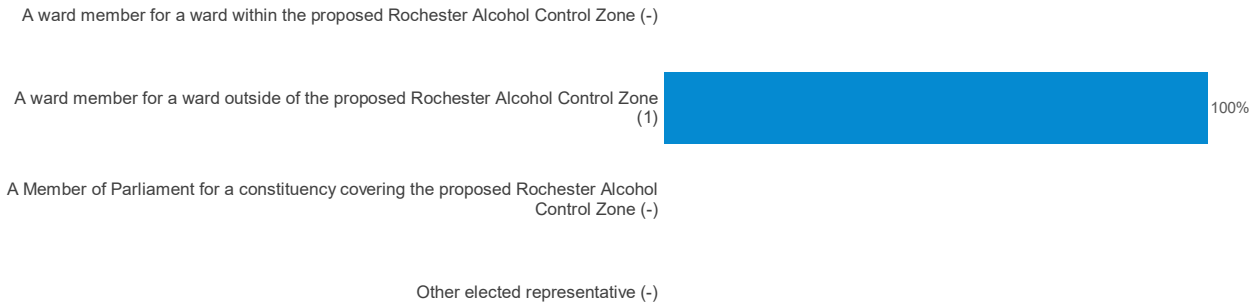 A ward member for a ward within the proposed Rochester Alcohol Control Zone (-)
A ward member for a ward outside of the proposed Rochester Alcohol Control Zone
(1)
100%
A Member of Parliament for a constituency covering the proposed Rochester Alcohol
Control Zone (-)
Other elected representative (-)